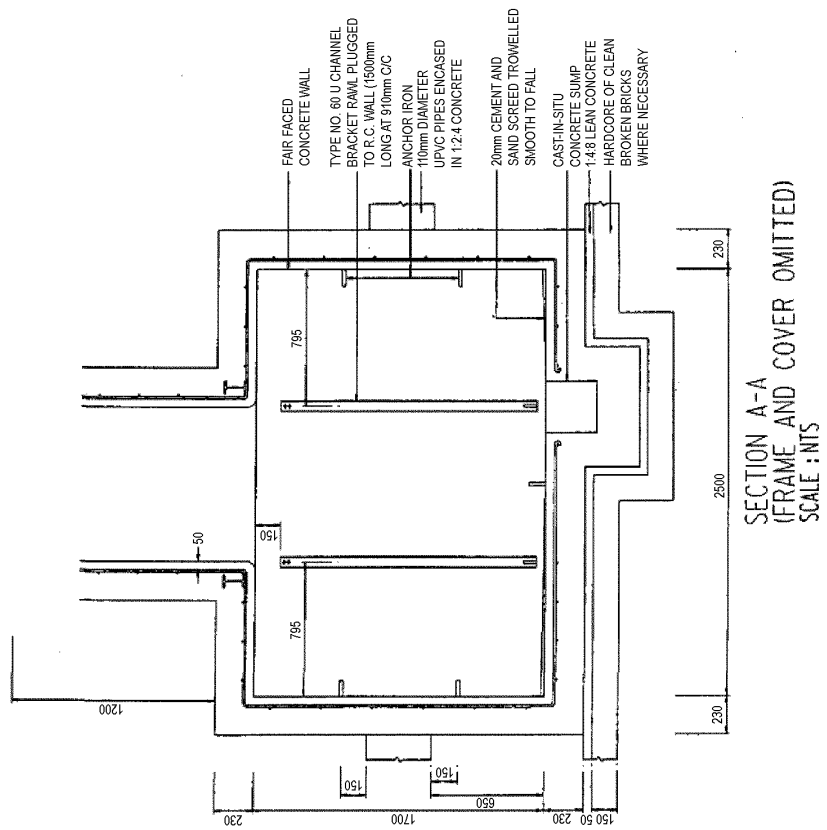 FAIR FACED
CONCRETE WALL
TYPE NO. 60 U CHANNEL
BRACKET RAWL PLUGGED
TO R.C. WALL (1500mm
LONG AT 910mm C/C
ANCHOR IRON
110mm DIAMETER
UPVC PIPES ENCASED
IN 1:2:4 CONCRETE
20mm CEMENT AND
SAND SCREED TROWELLED
SMOOTH TO FALL
CAST-IN-SITU
CONCRETE SUMP
1:4:8 LEAN CONCRETE
HARDCORE OF CLEAN
BROKEN BRICKS
WHERE NECESSARY
795
150
50
795
1200
230
2500
230
150
150
650
230
1700
230
50
150
SECTION A-A
(FRAME AND COVER OMITTED)
SCALE : NTS